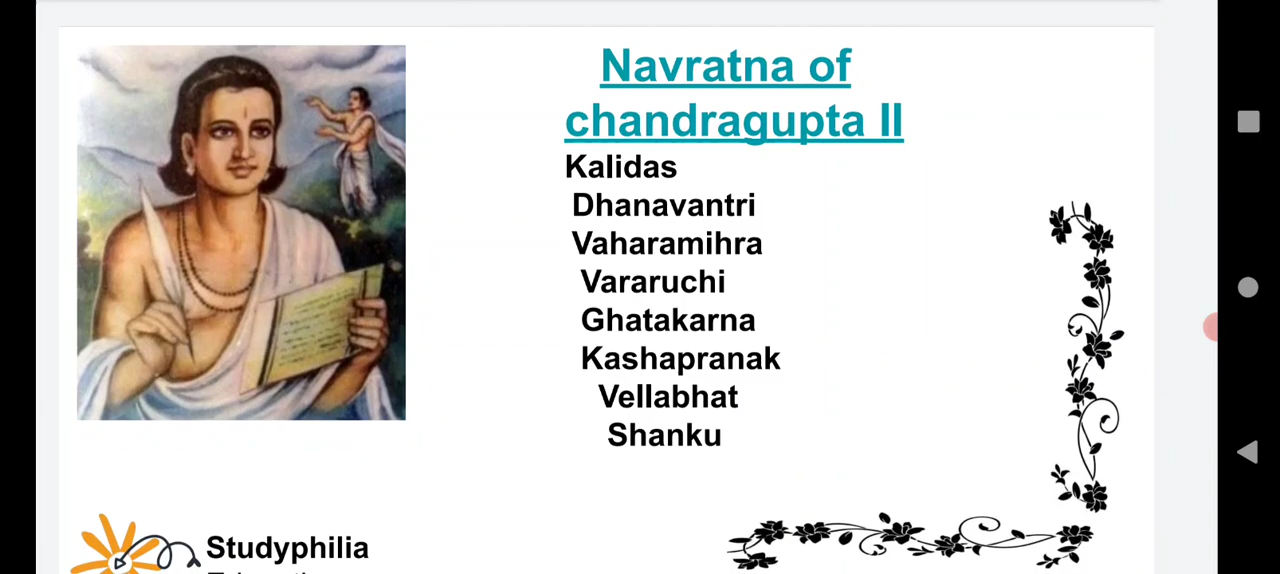 Navratna of
chandragupta II
Kalidas
Dhanavantri
Vaharamihra
Vararuchi
Ghatakarna
Kashapranak
Vellabhat
Shanku
Studyphilia